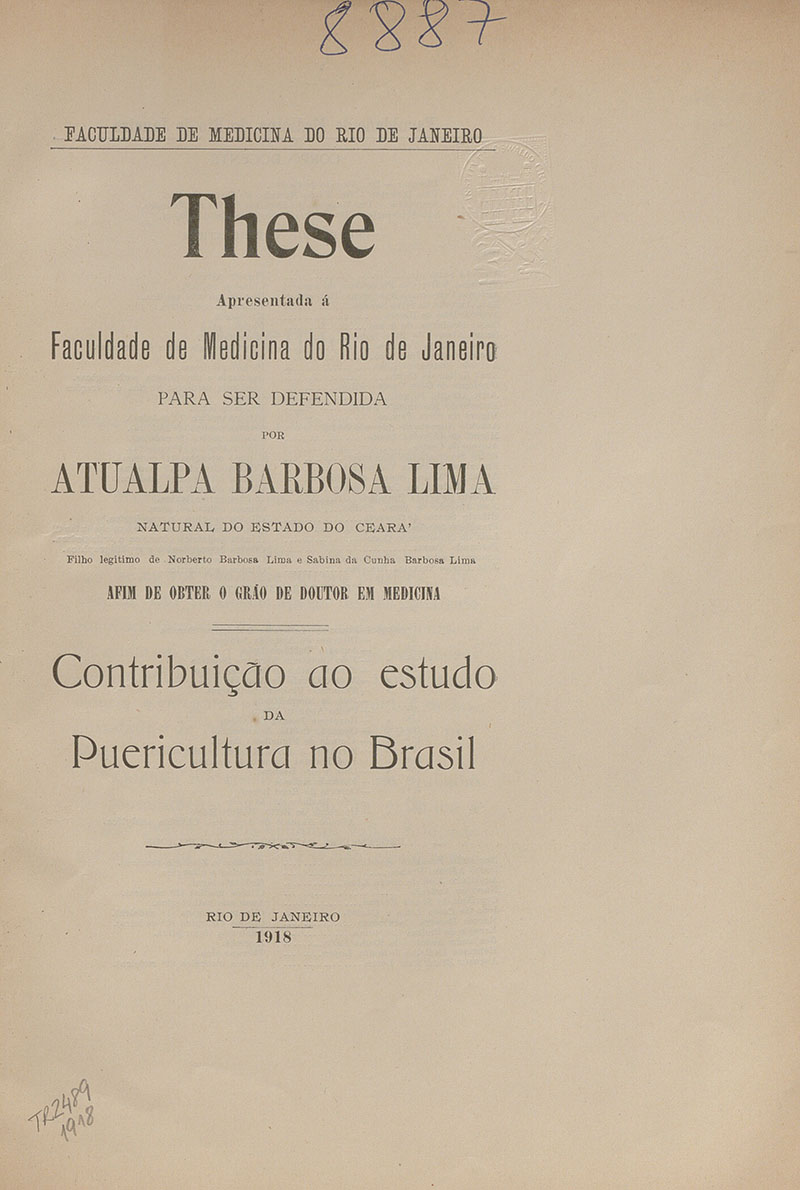 8887
FACULDADE DE MEDICINA DO RIO DE JANEIRO
These
Apresentada á
Faculdade de Medicina do Rio de Janeiro
PARA SER DEFENDIDA
POR
ATUALPA BARBOSA LIMA
NATURAL DO ESTADO DO CEARA'
Filho legitimo de Norberto Barbosa Lima e Sabina da Cunha Barbosa Lima
AFIM DE OBTER O GRÃO DE DOUTOR EM MEDICINA
Contribuição ao estudo
DA
Puericultura no Brasil
RIO DE JANEIRO
1918
TR2489
1918